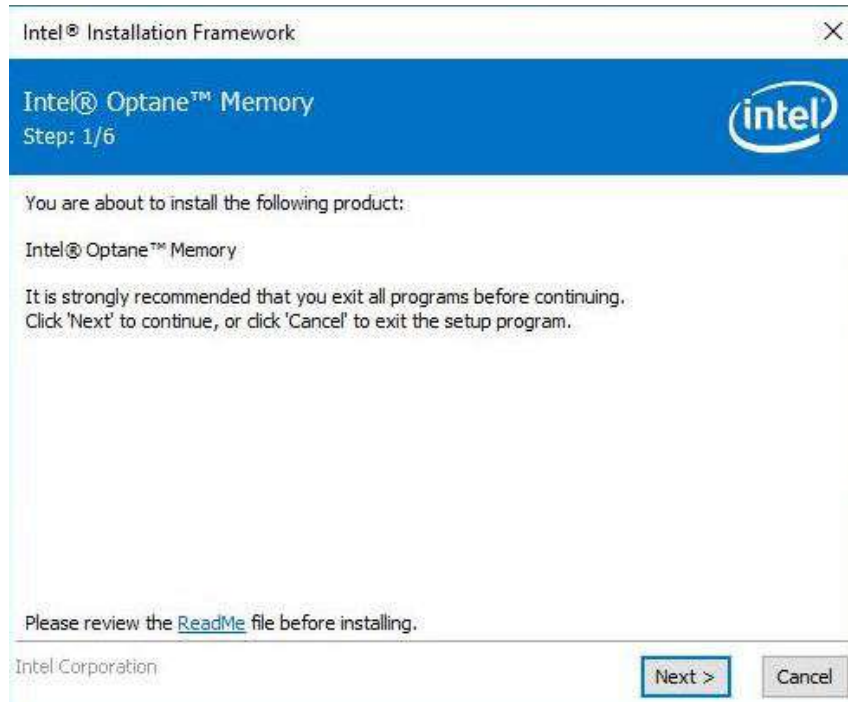 Intel® Installation Framework
Intel® Optane™ Memory
Step: 1/6
intel
You are about to install the following product:
Intel® Optane™ Memory
It is strongly recommended that you exit all programs before continuing.
Click 'Next' to continue, or click 'Cancel' to exit the setup program.
Please review the ReadMe file before installing.
Intel Corporation
Next >
Cancel